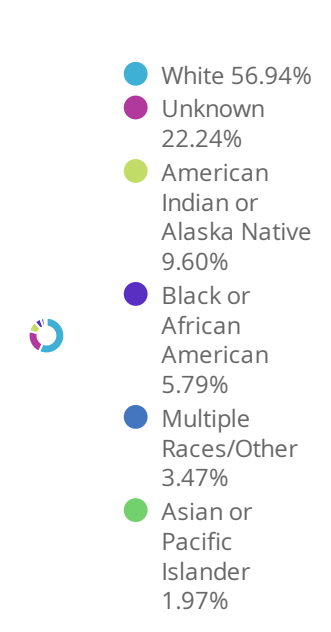 White 56.94%
Unknown
22.24%
American
Indian or
Alaska Native
9.60%
Black or
African
American
5.79%
Multiple
Races/Other
3.47%
Asian or
Pacific
Islander
1.97%